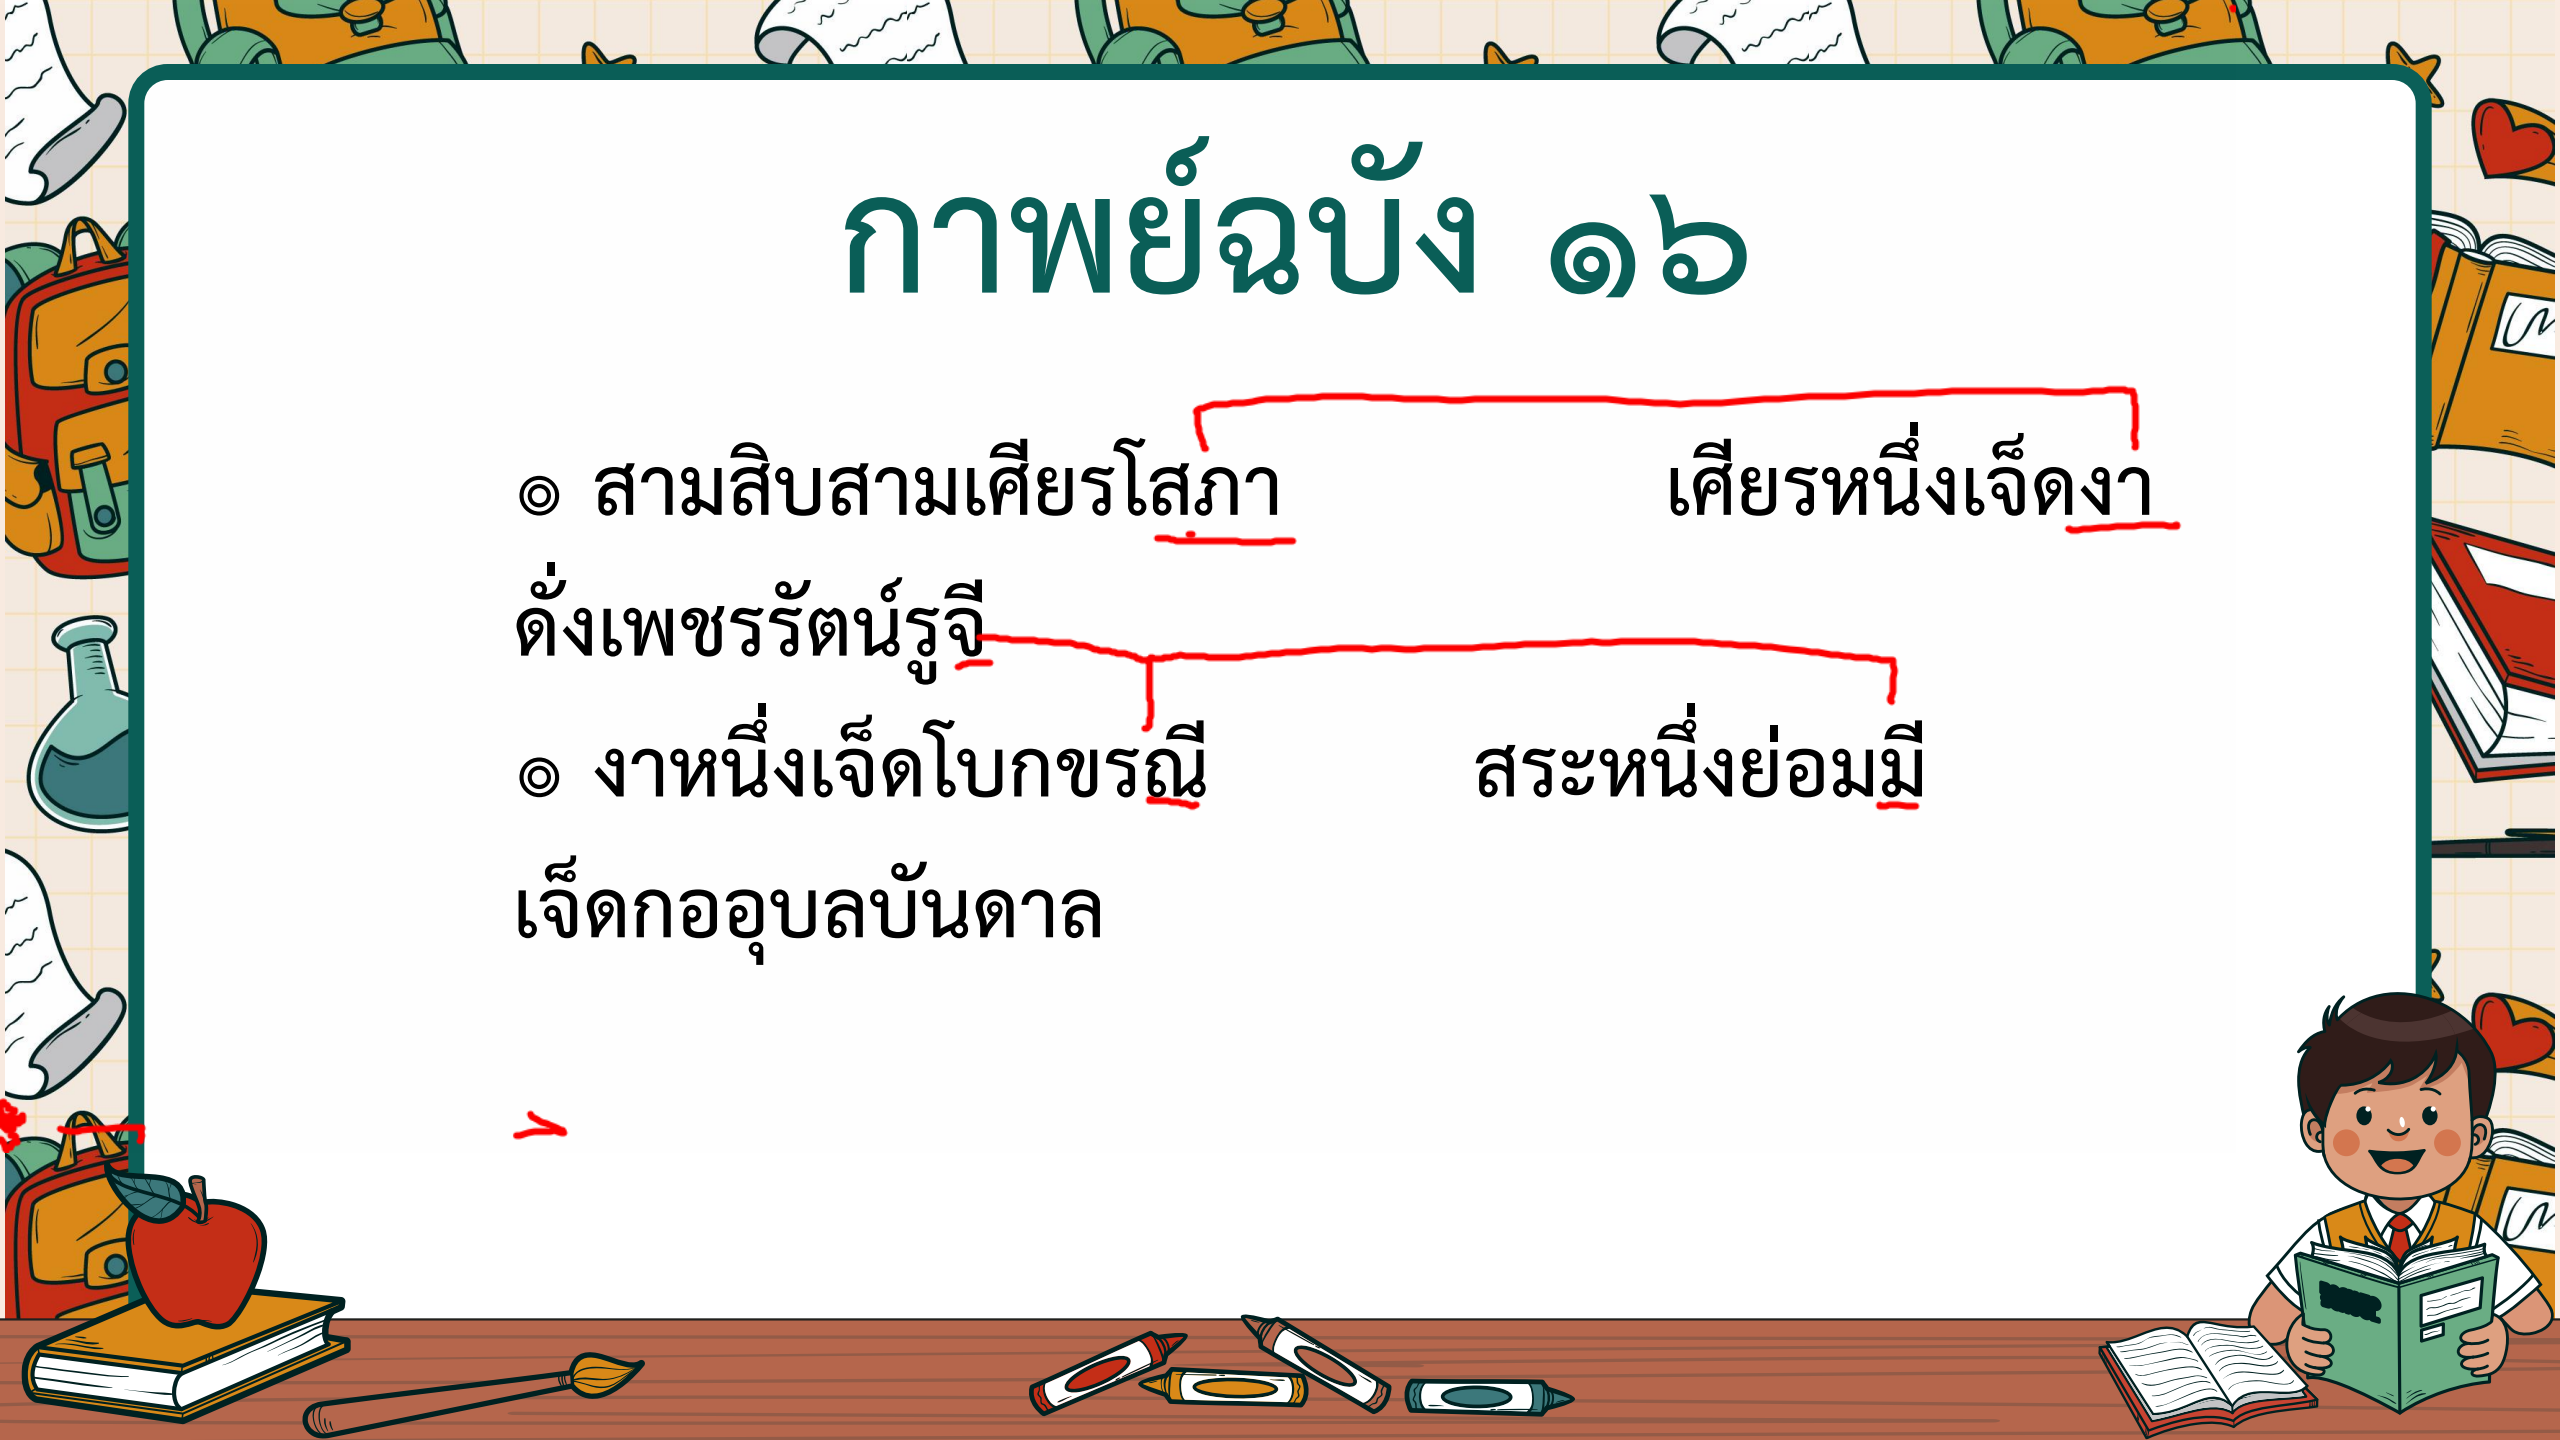 กาพย์ฉบัง ๑๖
๏ สามสิบสามเศียรโสภา เศียรหนึ่งเจ็ดงา
ดั่งเพชรรัตน์รูจี
๏ งาหนึ่งเจ็ดโบกขรณี สระหนึ่งย่อมมี
เจ็ดกออุบลบันดาล